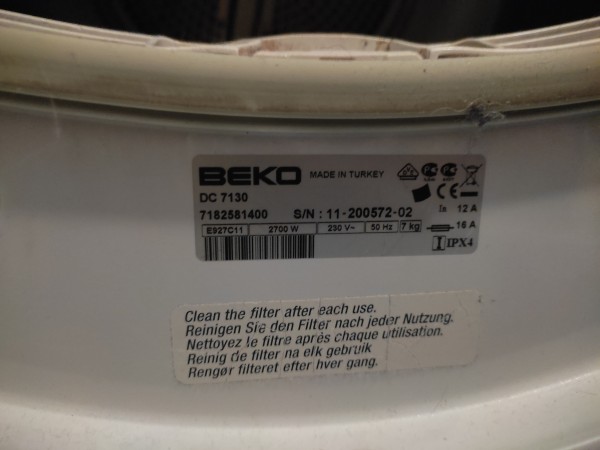 BEKO MADE IN TURKEY
DC 7130
7182581400 S/N : 11-200572-02
E927C11 2700 W 230 V~ 50 Hz 7 kg
CE
12 A
16 A
IPX4
Clean the filter after each use.
Reinigen Sie den Filter nach jeder Nutzung.
Nettoyez le filtre après chaque utilisation.
Reinig de filter na elk gebruik
Rengør filteret efter hver gang.